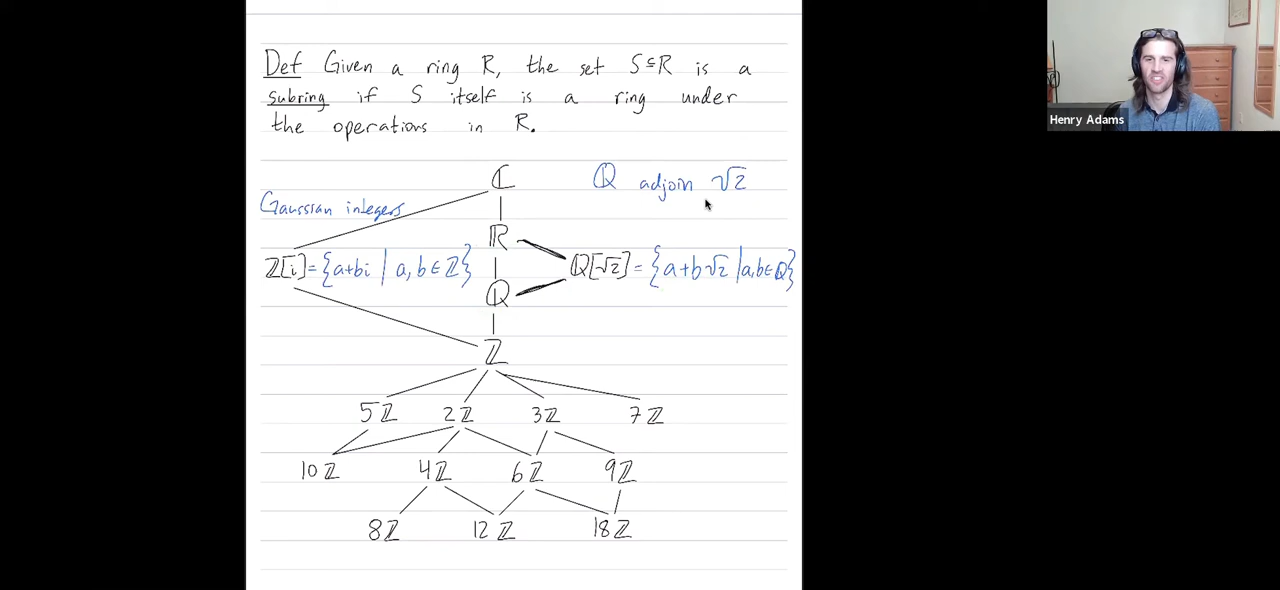 Def Given a ring R, the set S⊆R is a
subring if S itself is a ring under
the operations in R.
Henry Adams
ℂ
ℚ adjoin √2
Gaussian integers
ℝ
ℤ[i] = {a+bi | a, b ∈ ℤ}
ℚ[√2] = {a+b√2 | a,b ∈ ℚ}
ℚ
ℤ
5ℤ 2ℤ 3ℤ 7ℤ
10ℤ 4ℤ 6ℤ 9ℤ
8ℤ 12ℤ 18ℤ